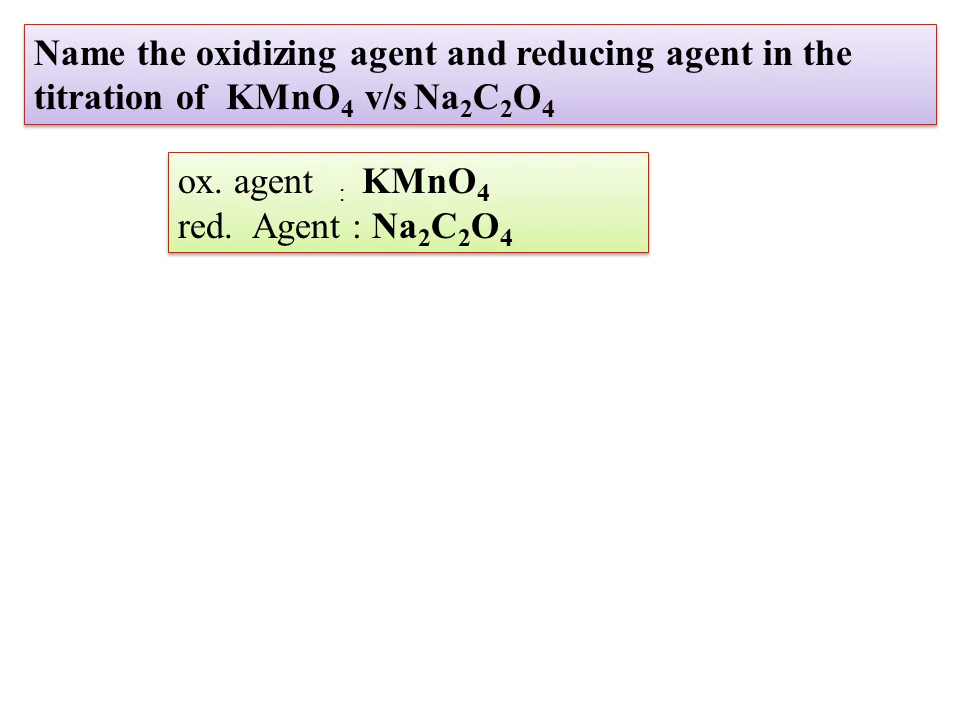 Name the oxidizing agent and reducing agent in the
titration of KMnO₄ v/s Na₂C₂O₄
ox. agent : KMnO₄
red. Agent : Na₂C₂O₄